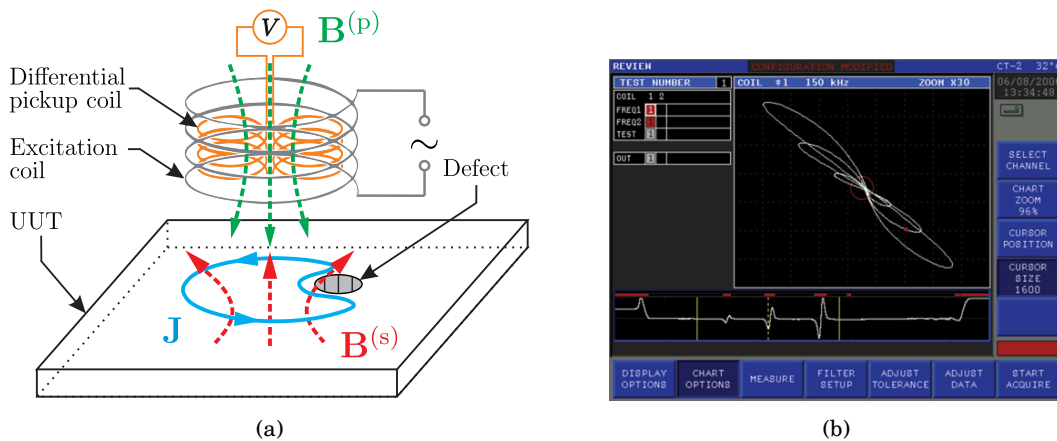 V
B(p)
Differential
pickup coil
Excitation
coil
~
Defect
UUT
J
B(s)
(a)
REVIEW
CONFIGURATION MODIFIED
CT-2 32°
TEST NUMBER 1
COIL #1 150 kHz ZOOM X30
06/08/200
13:34:48
COIL 1 2
FREQ1 1
FREQ2 1
TEST 1
OUT 1
SELECT
CHANNEL
CHART
ZOOM
96%
CURSOR
POSITION
CURSOR
SIZE
1600
DISPLAY
OPTIONS
CHART
OPTIONS
MEASURE
FILTER
SETUP
ADJUST
TOLERANCE
ADJUST
DATA
START
ACQUIRE
(b)